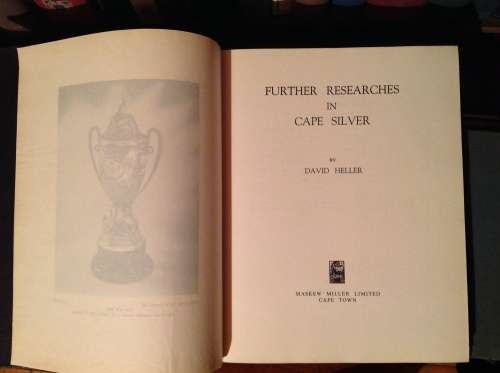 FURTHER RESEARCHES
IN
CAPE SILVER
BY
DAVID HELLER
MASKEW MILLER LIMITED
CAPE TOWN